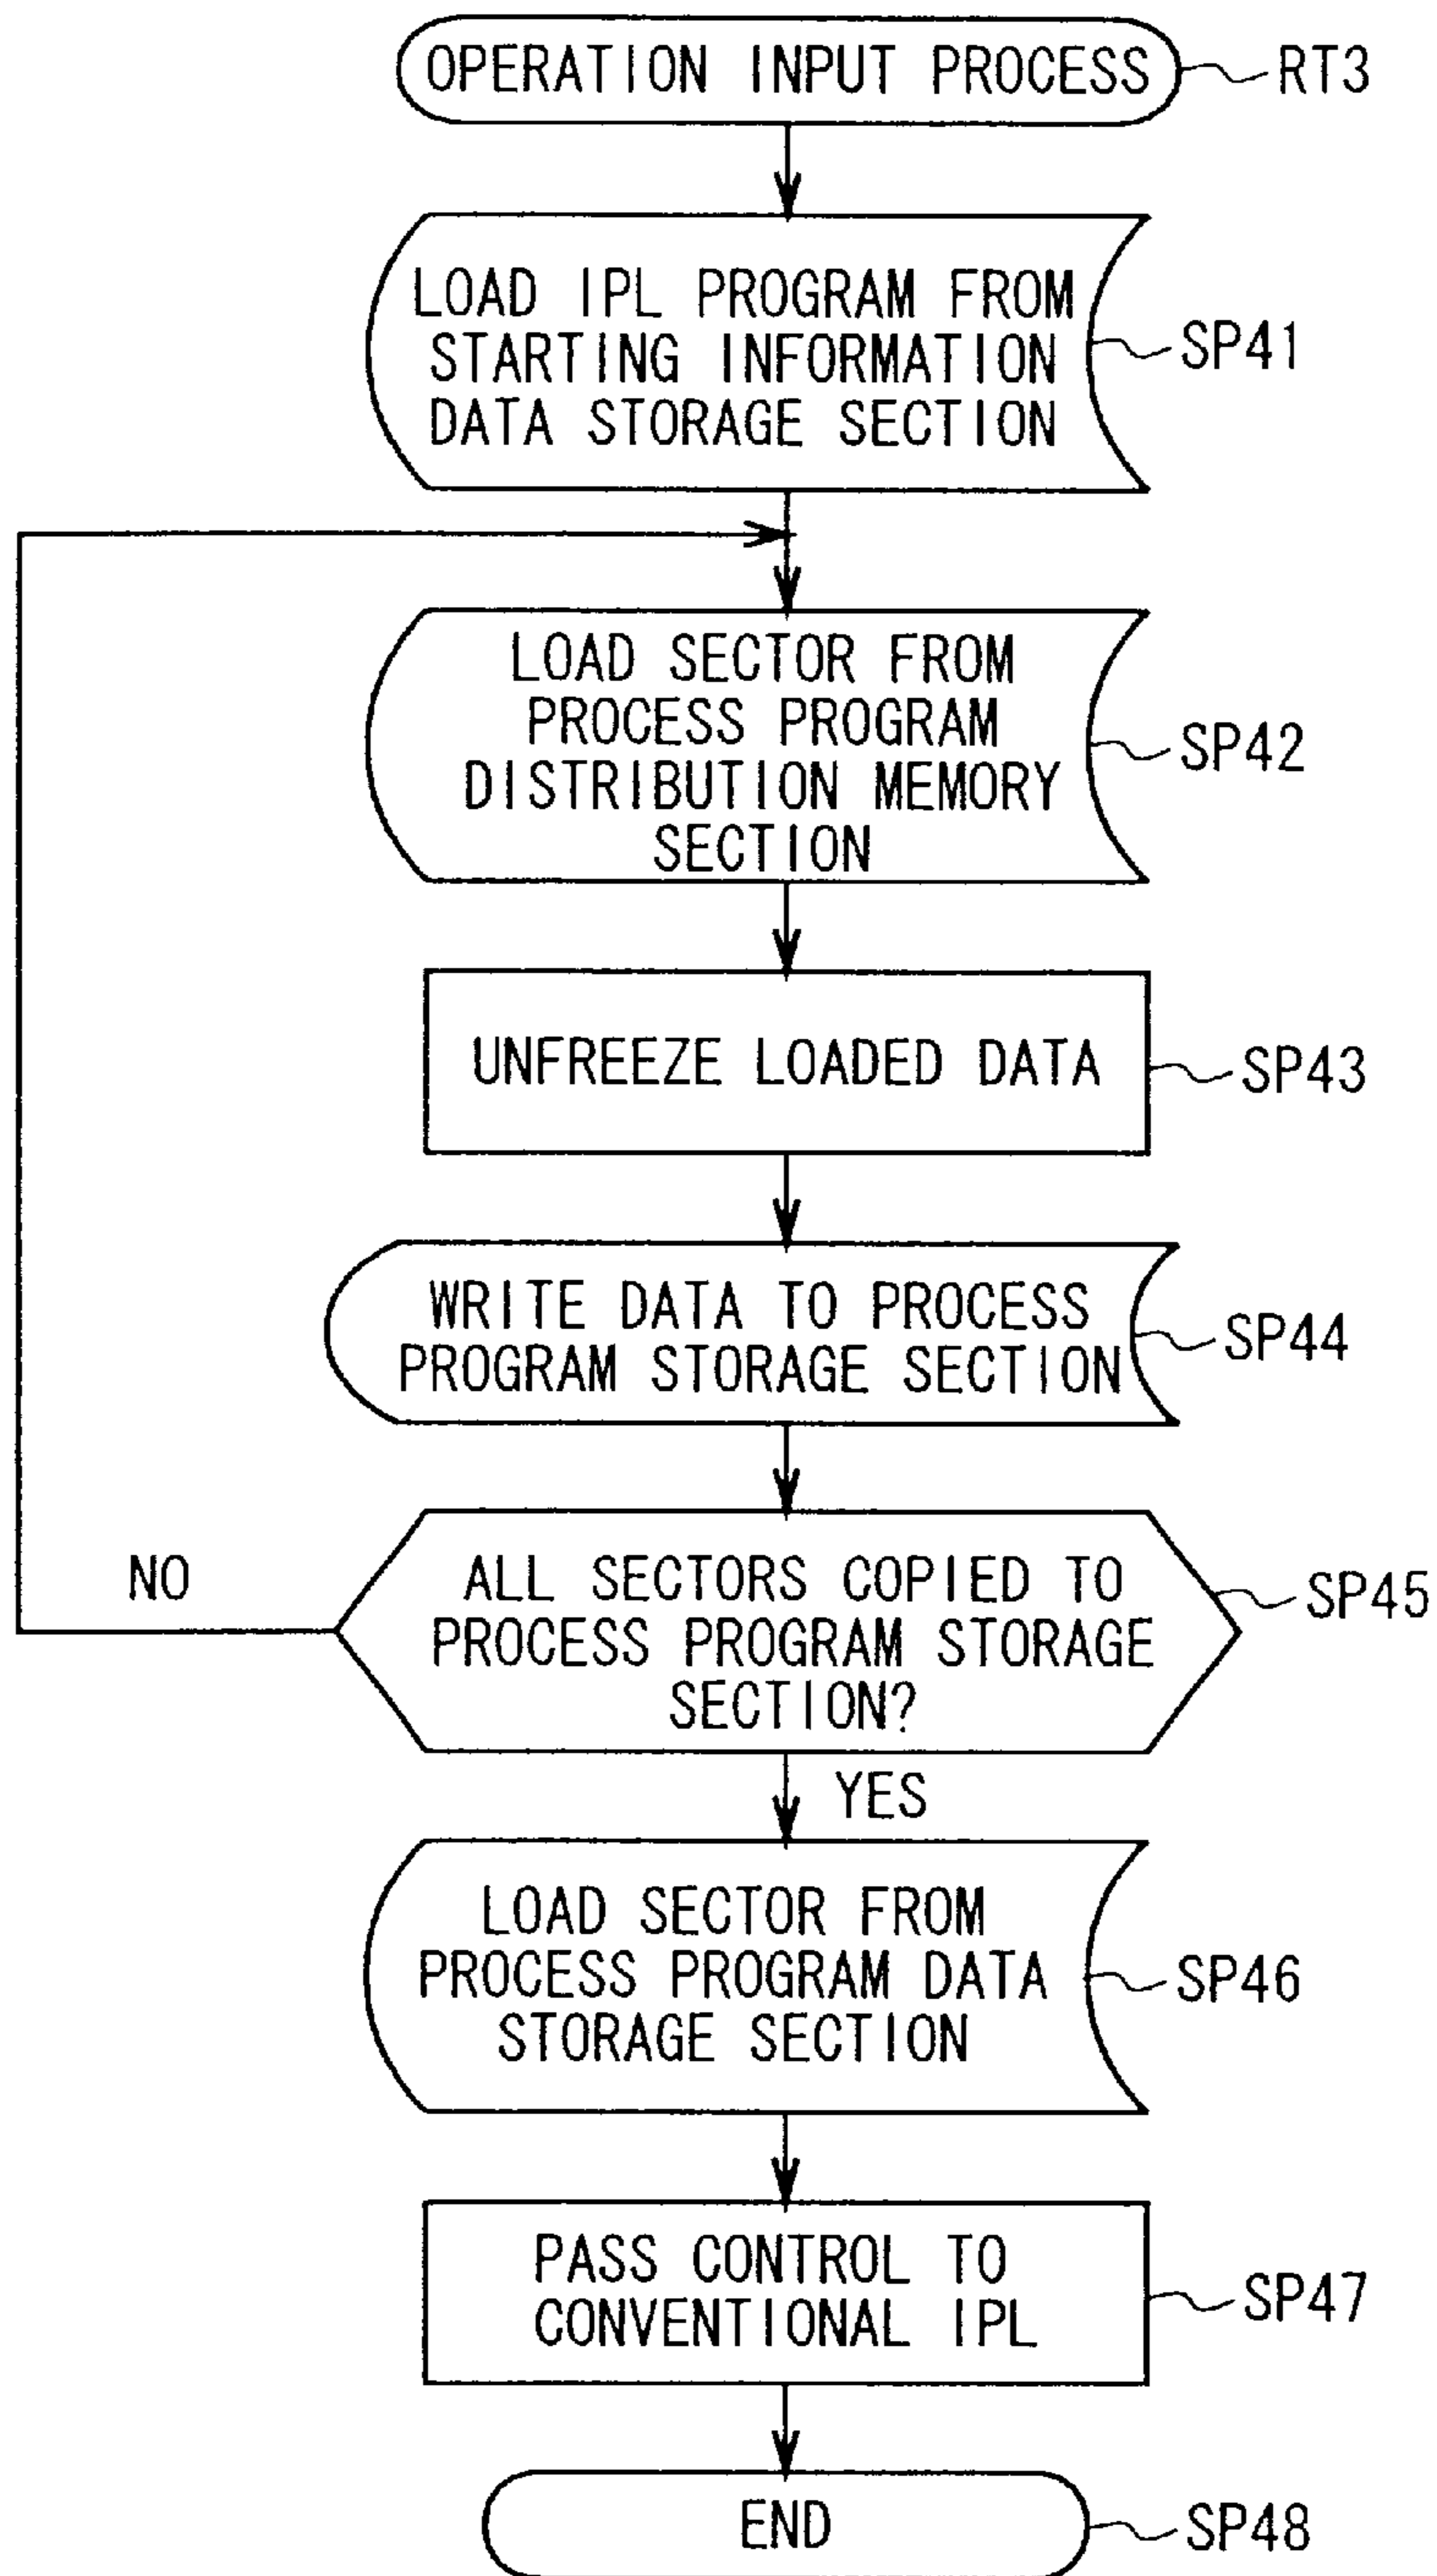 OPERATION INPUT PROCESS
RT3
LOAD IPL PROGRAM FROM
STARTING INFORMATION
DATA STORAGE SECTION
SP41
LOAD SECTOR FROM
PROCESS PROGRAM
DISTRIBUTION MEMORY
SECTION
SP42
UNFREEZE LOADED DATA
SP43
WRITE DATA TO PROCESS
PROGRAM STORAGE SECTION
SP44
NO
ALL SECTORS COPIED TO
PROCESS PROGRAM STORAGE
SECTION?
SP45
YES
LOAD SECTOR FROM
PROCESS PROGRAM DATA
STORAGE SECTION
SP46
PASS CONTROL TO
CONVENTIONAL IPL
SP47
END
SP48